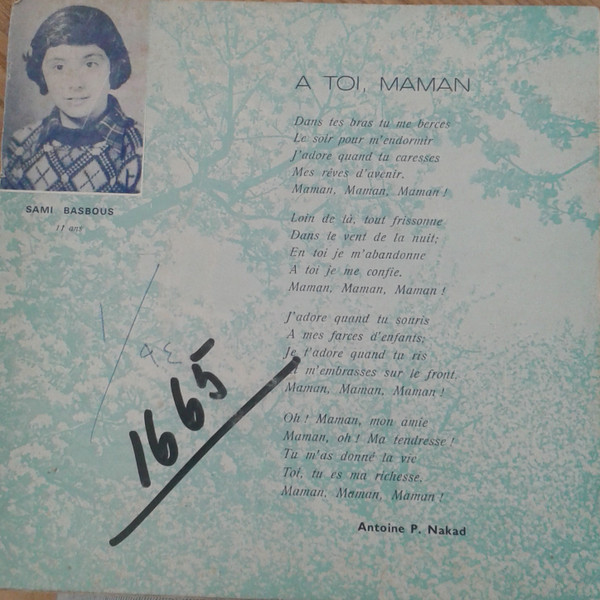 A TOI, MAMAN
Dans tes bras tu me berces
Le soir pour m'endormir
J'adore quand tu caresses
Mes rêves d'avenir.
Maman, Maman, Maman !
Loin de là, tout frissonne
Dans le vent de la nuit;
En toi je m'abandonne
A toi je me confie.
Maman, Maman, Maman !
J'adore quand tu souris
A mes farces d'enfants;
Je t'adore quand tu ris
m'embrasses sur le front.
Maman, Maman, Maman !
Oh ! Maman, mon amie
Maman, oh ! Ma tendresse !
Tu m'as donné la vie
Toi, tu es ma richesse.
Maman, Maman, Maman !
Antoine P. Nakad
SAMI BASBOUS
11 ans
1665